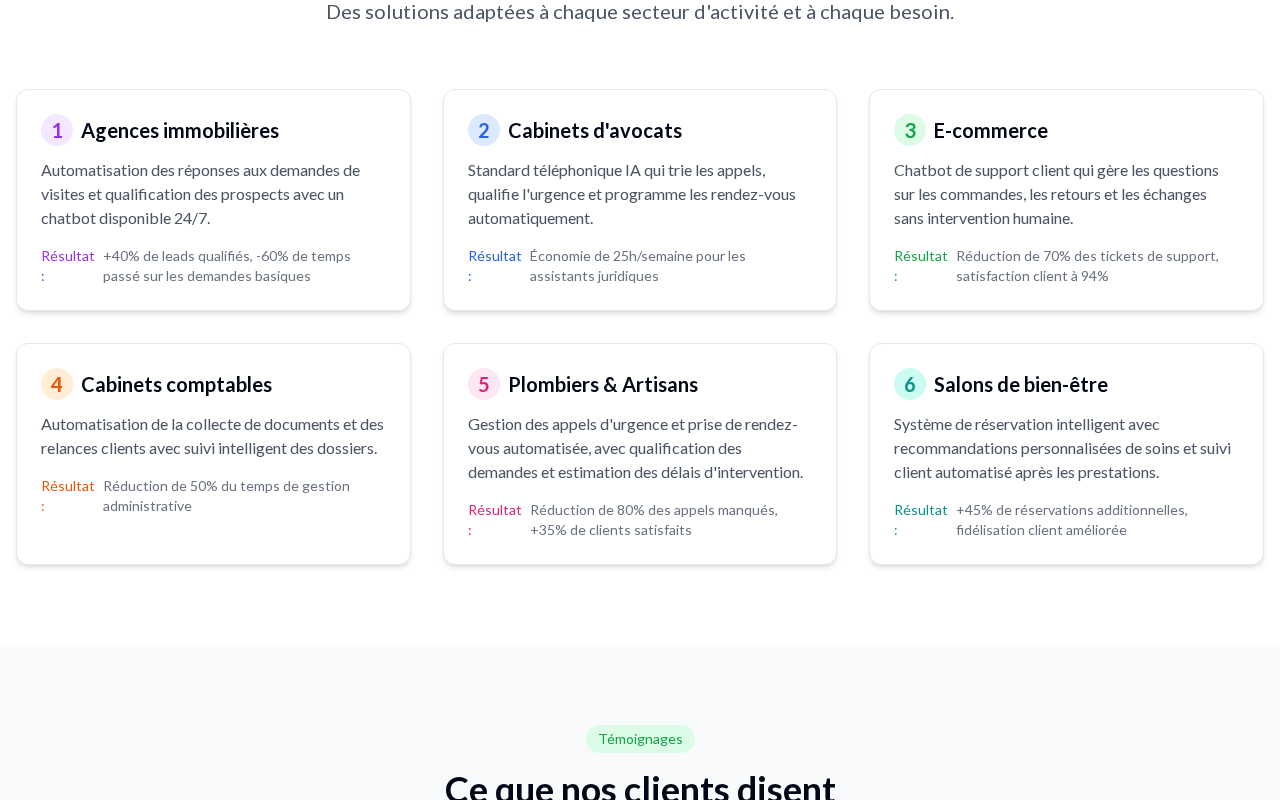 Des solutions adaptées à chaque secteur d'activité et à chaque besoin.
1 Agences immobilières
Automatisation des réponses aux demandes de
visites et qualification des prospects avec un
chatbot disponible 24/7.
Résultat : +40% de leads qualifiés, -60% de temps
passé sur les demandes basiques
2 Cabinets d'avocats
Standard téléphonique IA qui trie les appels,
qualifie l'urgence et programme les rendez-vous
automatiquement.
Résultat : Économie de 25h/semaine pour les
assistants juridiques
3 E-commerce
Chatbot de support client qui gère les questions
sur les commandes, les retours et les échanges
sans intervention humaine.
Résultat : Réduction de 70% des tickets de support,
satisfaction client à 94%
4 Cabinets comptables
Automatisation de la collecte de documents et des
relances clients avec suivi intelligent des dossiers.
Résultat : Réduction de 50% du temps de gestion
administrative
5 Plombiers & Artisans
Gestion des appels d'urgence et prise de rendez-
vous automatisée, avec qualification des
demandes et estimation des délais d'intervention.
Résultat : Réduction de 80% des appels manqués,
+35% de clients satisfaits
6 Salons de bien-être
Système de réservation intelligent avec
recommandations personnalisées de soins et suivi
client automatisé après les prestations.
Résultat : +45% de réservations additionnelles,
fidélisation client améliorée
Témoignages
Ce que nos clients disent